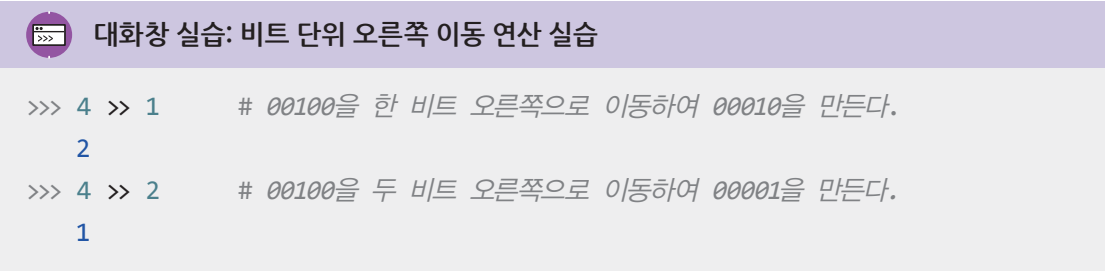 >>>
대화창 실습: 비트 단위 오른쪽 이동 연산 실습
>>> 4 >> 1 # 00100을 한 비트 오른쪽으로 이동하여 00010을 만든다.
2
>>> 4 >> 2 # 00100을 두 비트 오른쪽으로 이동하여 00001을 만든다.
1